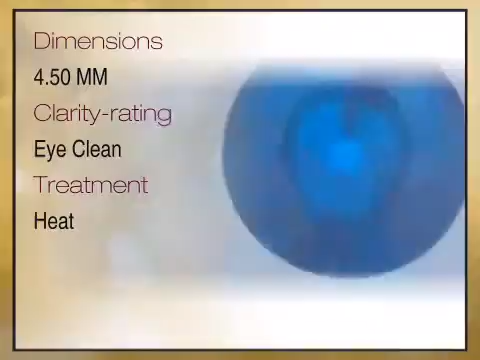 Dimensions
4.50 MM
Clarity-rating
Eye Clean
Treatment
Heat